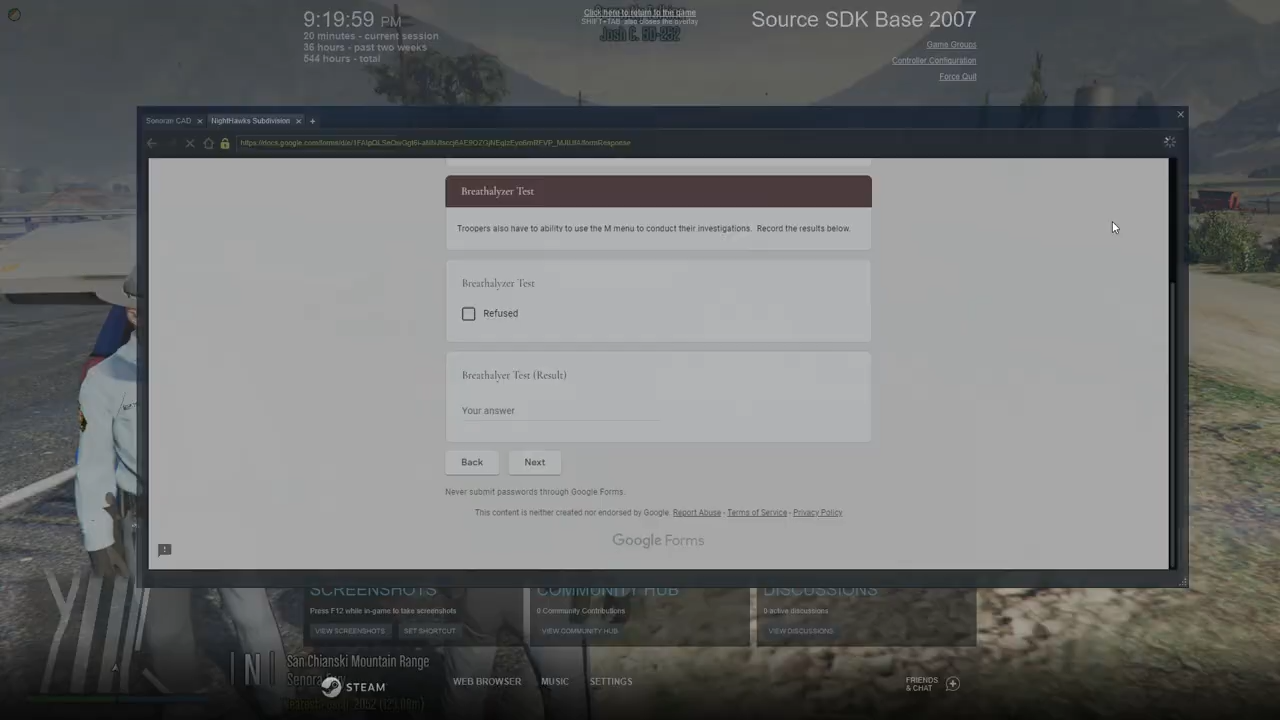 9:19:59 PM
20 minutes - current session
36 hours - past two weeks
544 hours - total
Click here to return to the game
SHIFT+TAB also closes the overlay
Josh C. 50-252
Source SDK Base 2007
Game Groups
Controller Configuration
Force Quit
Sonoran CAD
NightHawks Subdivision
Breathalyzer Test
Troopers also have to ability to use the M menu to conduct their investigations. Record the results below.
Breathalyzer Test
Refused
Breathalyer Test (Result)
Your answer
Back Next
Never submit passwords through Google Forms.
This content is neither created nor endorsed by Google. Report Abuse - Terms of Service - Privacy Policy
Google Forms
SCREENSHOTS
Press F12 while in-game to take screenshots
VIEW SCREENSHOTS SET SHORTCUT
COMMUNITY HUB
0 Community Contributions
VIEW COMMUNITY HUB
DISCUSSIONS
0 active discussions
VIEW DISCUSSIONS
N
San Chianski Mountain Range
STEAM
WEB BROWSER MUSIC SETTINGS
FRIENDS & CHAT